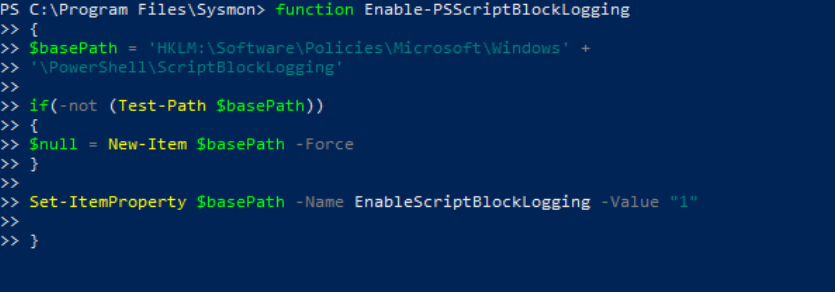 PS C:\Program Files\Sysmon> function Enable-PSScriptBlockLogging
>> {
>> $basePath = 'HKLM:\Software\Policies\Microsoft\Windows' +
>> '\PowerShell\ScriptBlockLogging'
>>
>> if(-not (Test-Path $basePath))
>> {
>> $null = New-Item $basePath -Force
>> }
>>
>> Set-ItemProperty $basePath -Name EnableScriptBlockLogging -Value "1"
>>
>> }